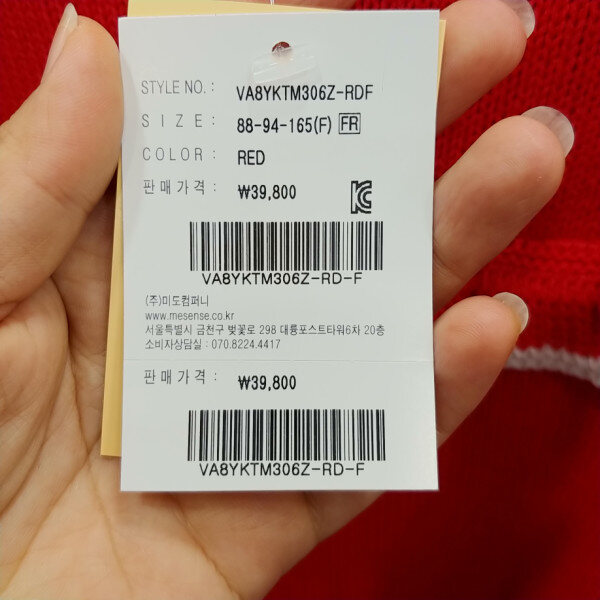 STYLE NO. : VA8YKTM306Z-RDF
SIZE : 88-94-165(F) FR
COLOR : RED
판매가격 : ₩39,800
VA8YKTM306Z-RD-F
(주)미도컴퍼니
www.mesense.co.kr
서울특별시 금천구 벚꽃로 298 대륭포스트타워6차 20층
소비자상담실 : 070.8224.4417
판매가격 : ₩39,800
VA8YKTM306Z-RD-F